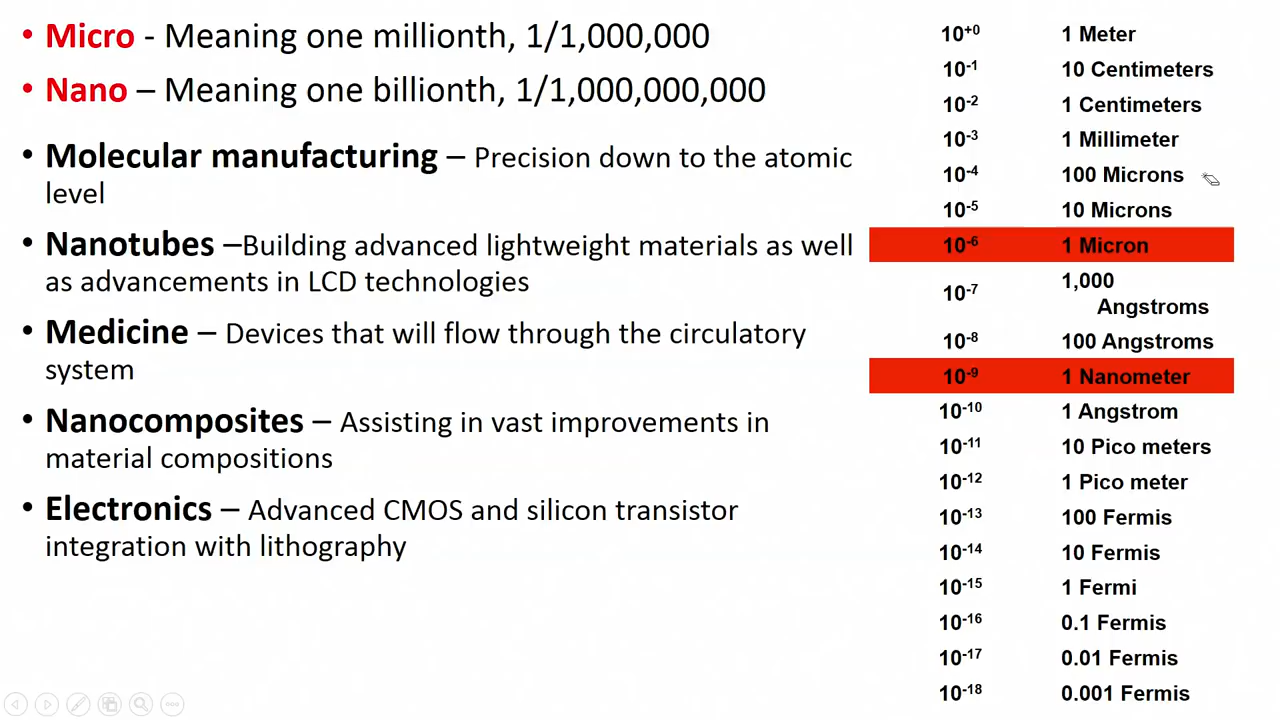 • Micro - Meaning one millionth, 1/1,000,000
• Nano – Meaning one billionth, 1/1,000,000,000
• Molecular manufacturing – Precision down to the atomic
level
• Nanotubes –Building advanced lightweight materials as well
as advancements in LCD technologies
• Medicine – Devices that will flow through the circulatory
system
• Nanocomposites – Assisting in vast improvements in
material compositions
• Electronics – Advanced CMOS and silicon transistor
integration with lithography
10⁺⁰ 1 Meter
10⁻¹ 10 Centimeters
10⁻² 1 Centimeters
10⁻³ 1 Millimeter
10⁻⁴ 100 Microns
10⁻⁵ 10 Microns
10⁻⁶ 1 Micron
10⁻⁷ 1,000
Angstroms
10⁻⁸ 100 Angstroms
10⁻⁹ 1 Nanometer
10⁻¹⁰ 1 Angstrom
10⁻¹¹ 10 Pico meters
10⁻¹² 1 Pico meter
10⁻¹³ 100 Fermis
10⁻¹⁴ 10 Fermis
10⁻¹⁵ 1 Fermi
10⁻¹⁶ 0.1 Fermis
10⁻¹⁷ 0.01 Fermis
10⁻¹⁸ 0.001 Fermis